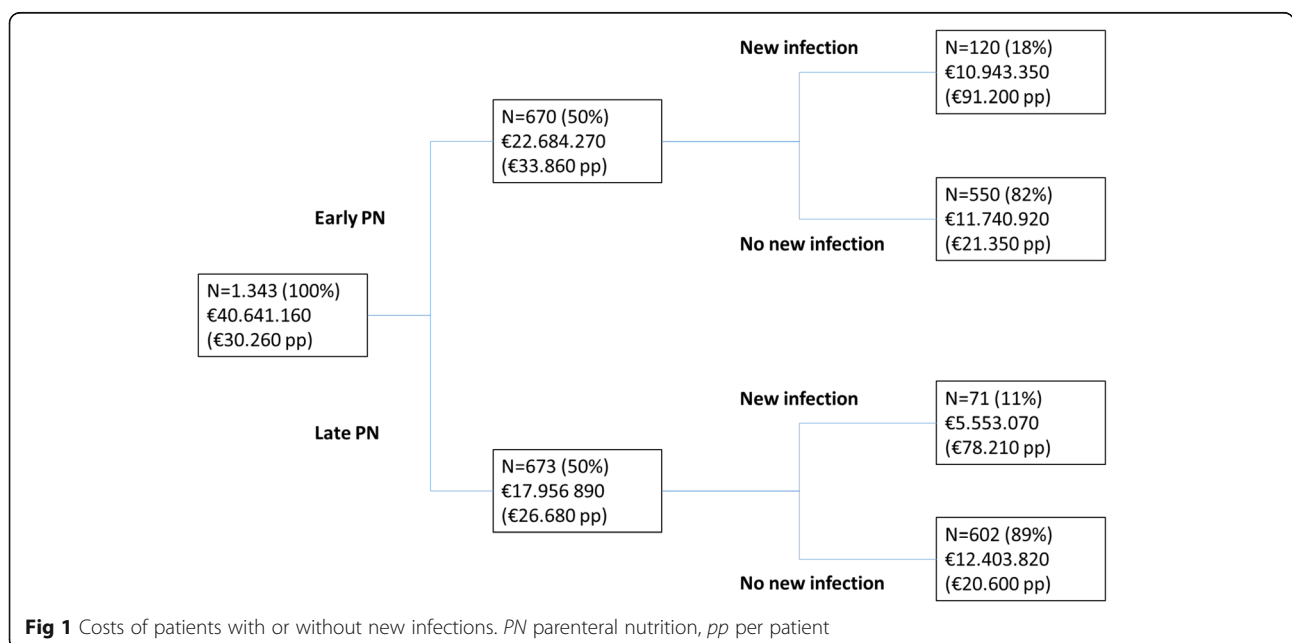 New infection
N=120 (18%)
€10.943.350
(€91.200 pp)
N=670 (50%)
€22.684.270
(€33.860 pp)
Early PN
N=550 (82%)
€11.740.920
(€21.350 pp)
No new infection
N=1.343 (100%)
€40.641.160
(€30.260 pp)
Late PN
New infection
N=71 (11%)
€5.553.070
(€78.210 pp)
N=673 (50%)
€17.956 890
(€26.680 pp)
N=602 (89%)
€12.403.820
(€20.600 pp)
No new infection
Fig 1 Costs of patients with or without new infections. PN parenteral nutrition, pp per patient